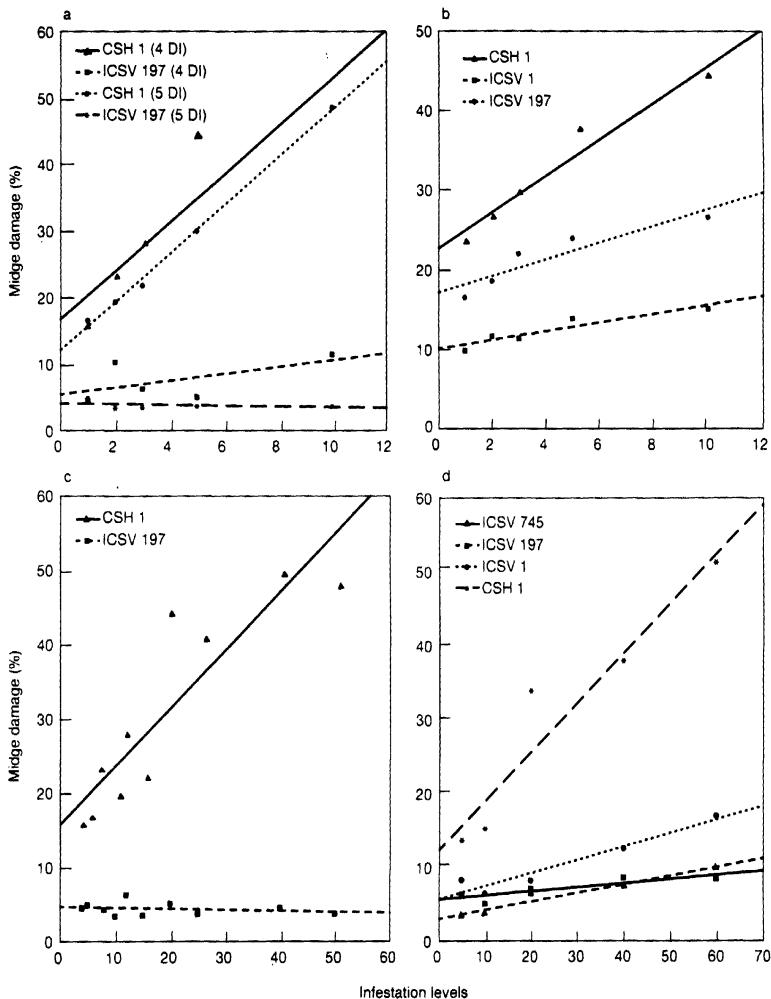 a
60
50
40
30
20
10
0
CSH 1 (4 DI)
ICSV 197 (4 DI)
CSH 1 (5 DI)
ICSV 197 (5 DI)
0 2 4 6 8 10 12
Midge damage (%)
b
50
40
30
20
10
0
CSH 1
ICSV 1
ICSV 197
0 2 4 6 8 10 12
c
60
50
40
30
20
10
0
CSH 1
ICSV 197
0 10 20 30 40 50 60
Midge damage (%)
d
60
50
40
30
20
10
0
ICSV 745
ICSV 197
ICSV 1
CSH 1
0 10 20 30 40 50 60 70
Infestation levels